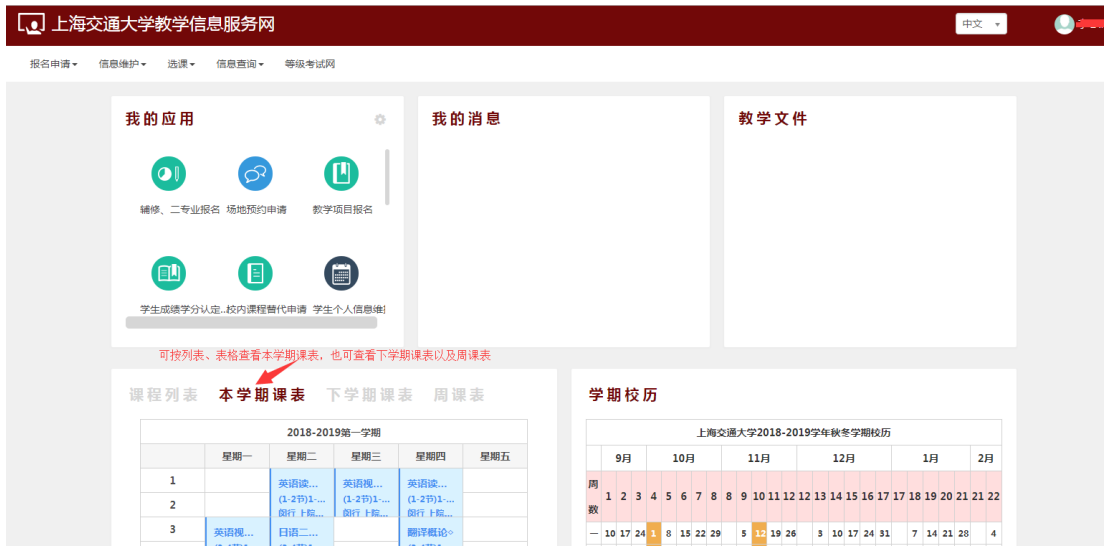 上海交通大学教学信息服务网
中文
报名申请 信息维护 选课 信息查询 等级考试网
我的应用
辅修、二专业报名 场地预约申请 教学项目报名
学生成绩学分认定...校内课程替代申请 学生个人信息维
我的消息
教学文件
可按列表、表格查看本学期课表，也可查看下学期课表以及周课表
课程列表 本学期课表 下学期课表 周课表
2018-2019第一学期
星期一 星期二 星期三 星期四 星期五
1 英语读... 英语视... 英语读...
2 (1-2节)1-... (1-2节)1-... (1-2节)1-...
闵行 上院... 闵行 上院... 闵行 上院...
3 英语视... 日语二... 翻译概论◇
学期校历
上海交通大学2018-2019学年秋冬学期校历
9月 10月 11月 12月 1月 2月
周数 1 2 3 4 5 6 7 8 8 9 10 11 12 12 13 14 15 16 17 17 18 19 20 21 21 22
一 10 17 24 1 8 15 22 29 5 12 19 26 3 10 17 24 31 7 14 21 28 4